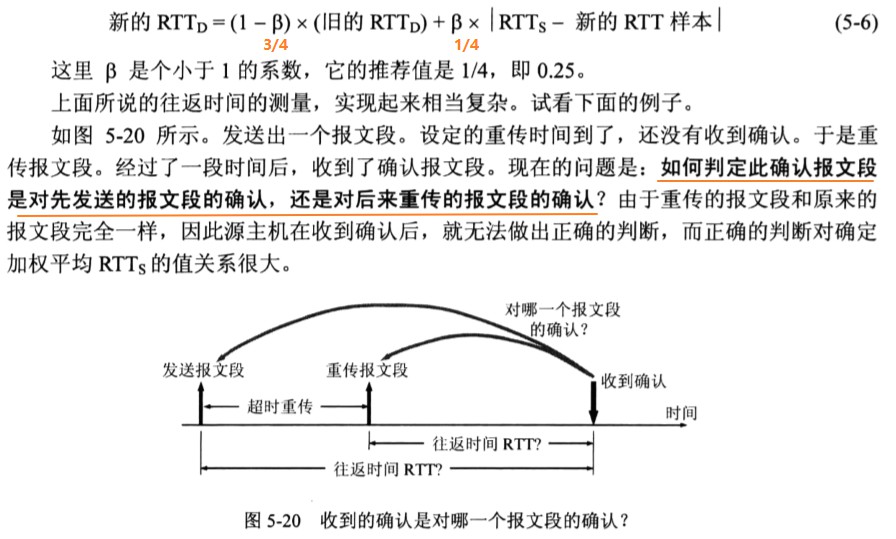 新的 RTTD = (1 − β) × (旧的 RTTD) + β × |RTTS − 新的 RTT 样本| (5-6)
3/4 1/4
这里 β 是个小于 1 的系数，它的推荐值是 1/4，即 0.25。
上面所说的往返时间的测量，实现起来相当复杂。试看下面的例子。
如图 5-20 所示。发送出一个报文段。设定的重传时间到了，还没有收到确认。于是重
传报文段。经过了一段时间后，收到了确认报文段。现在的问题是：如何判定此确认报文段
是对先发送的报文段的确认，还是对后来重传的报文段的确认？由于重传的报文段和原来的
报文段完全一样，因此源主机在收到确认后，就无法做出正确的判断，而正确的判断对确定
加权平均 RTTS 的值关系很大。
对哪一个报文段
的确认？
发送报文段
重传报文段
收到确认
超时重传
时间
往返时间 RTT?
往返时间 RTT?
图 5-20 收到的确认是对哪一个报文段的确认？